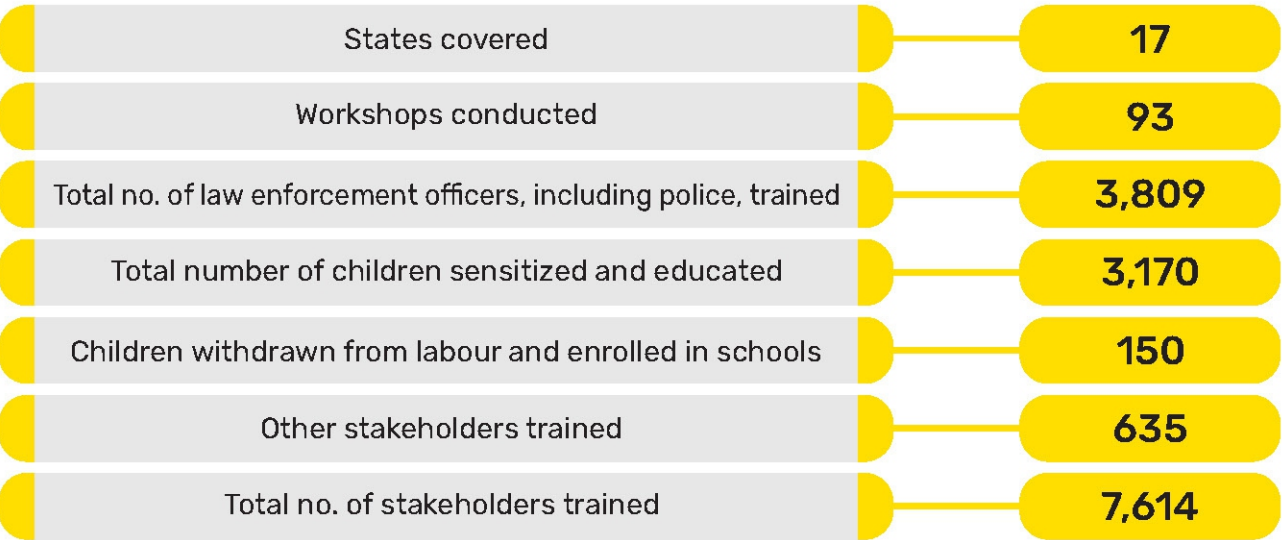 States covered 17
Workshops conducted 93
Total no. of law enforcement officers, including police, trained 3,809
Total number of children sensitized and educated 3,170
Children withdrawn from labour and enrolled in schools 150
Other stakeholders trained 635
Total no. of stakeholders trained 7,614